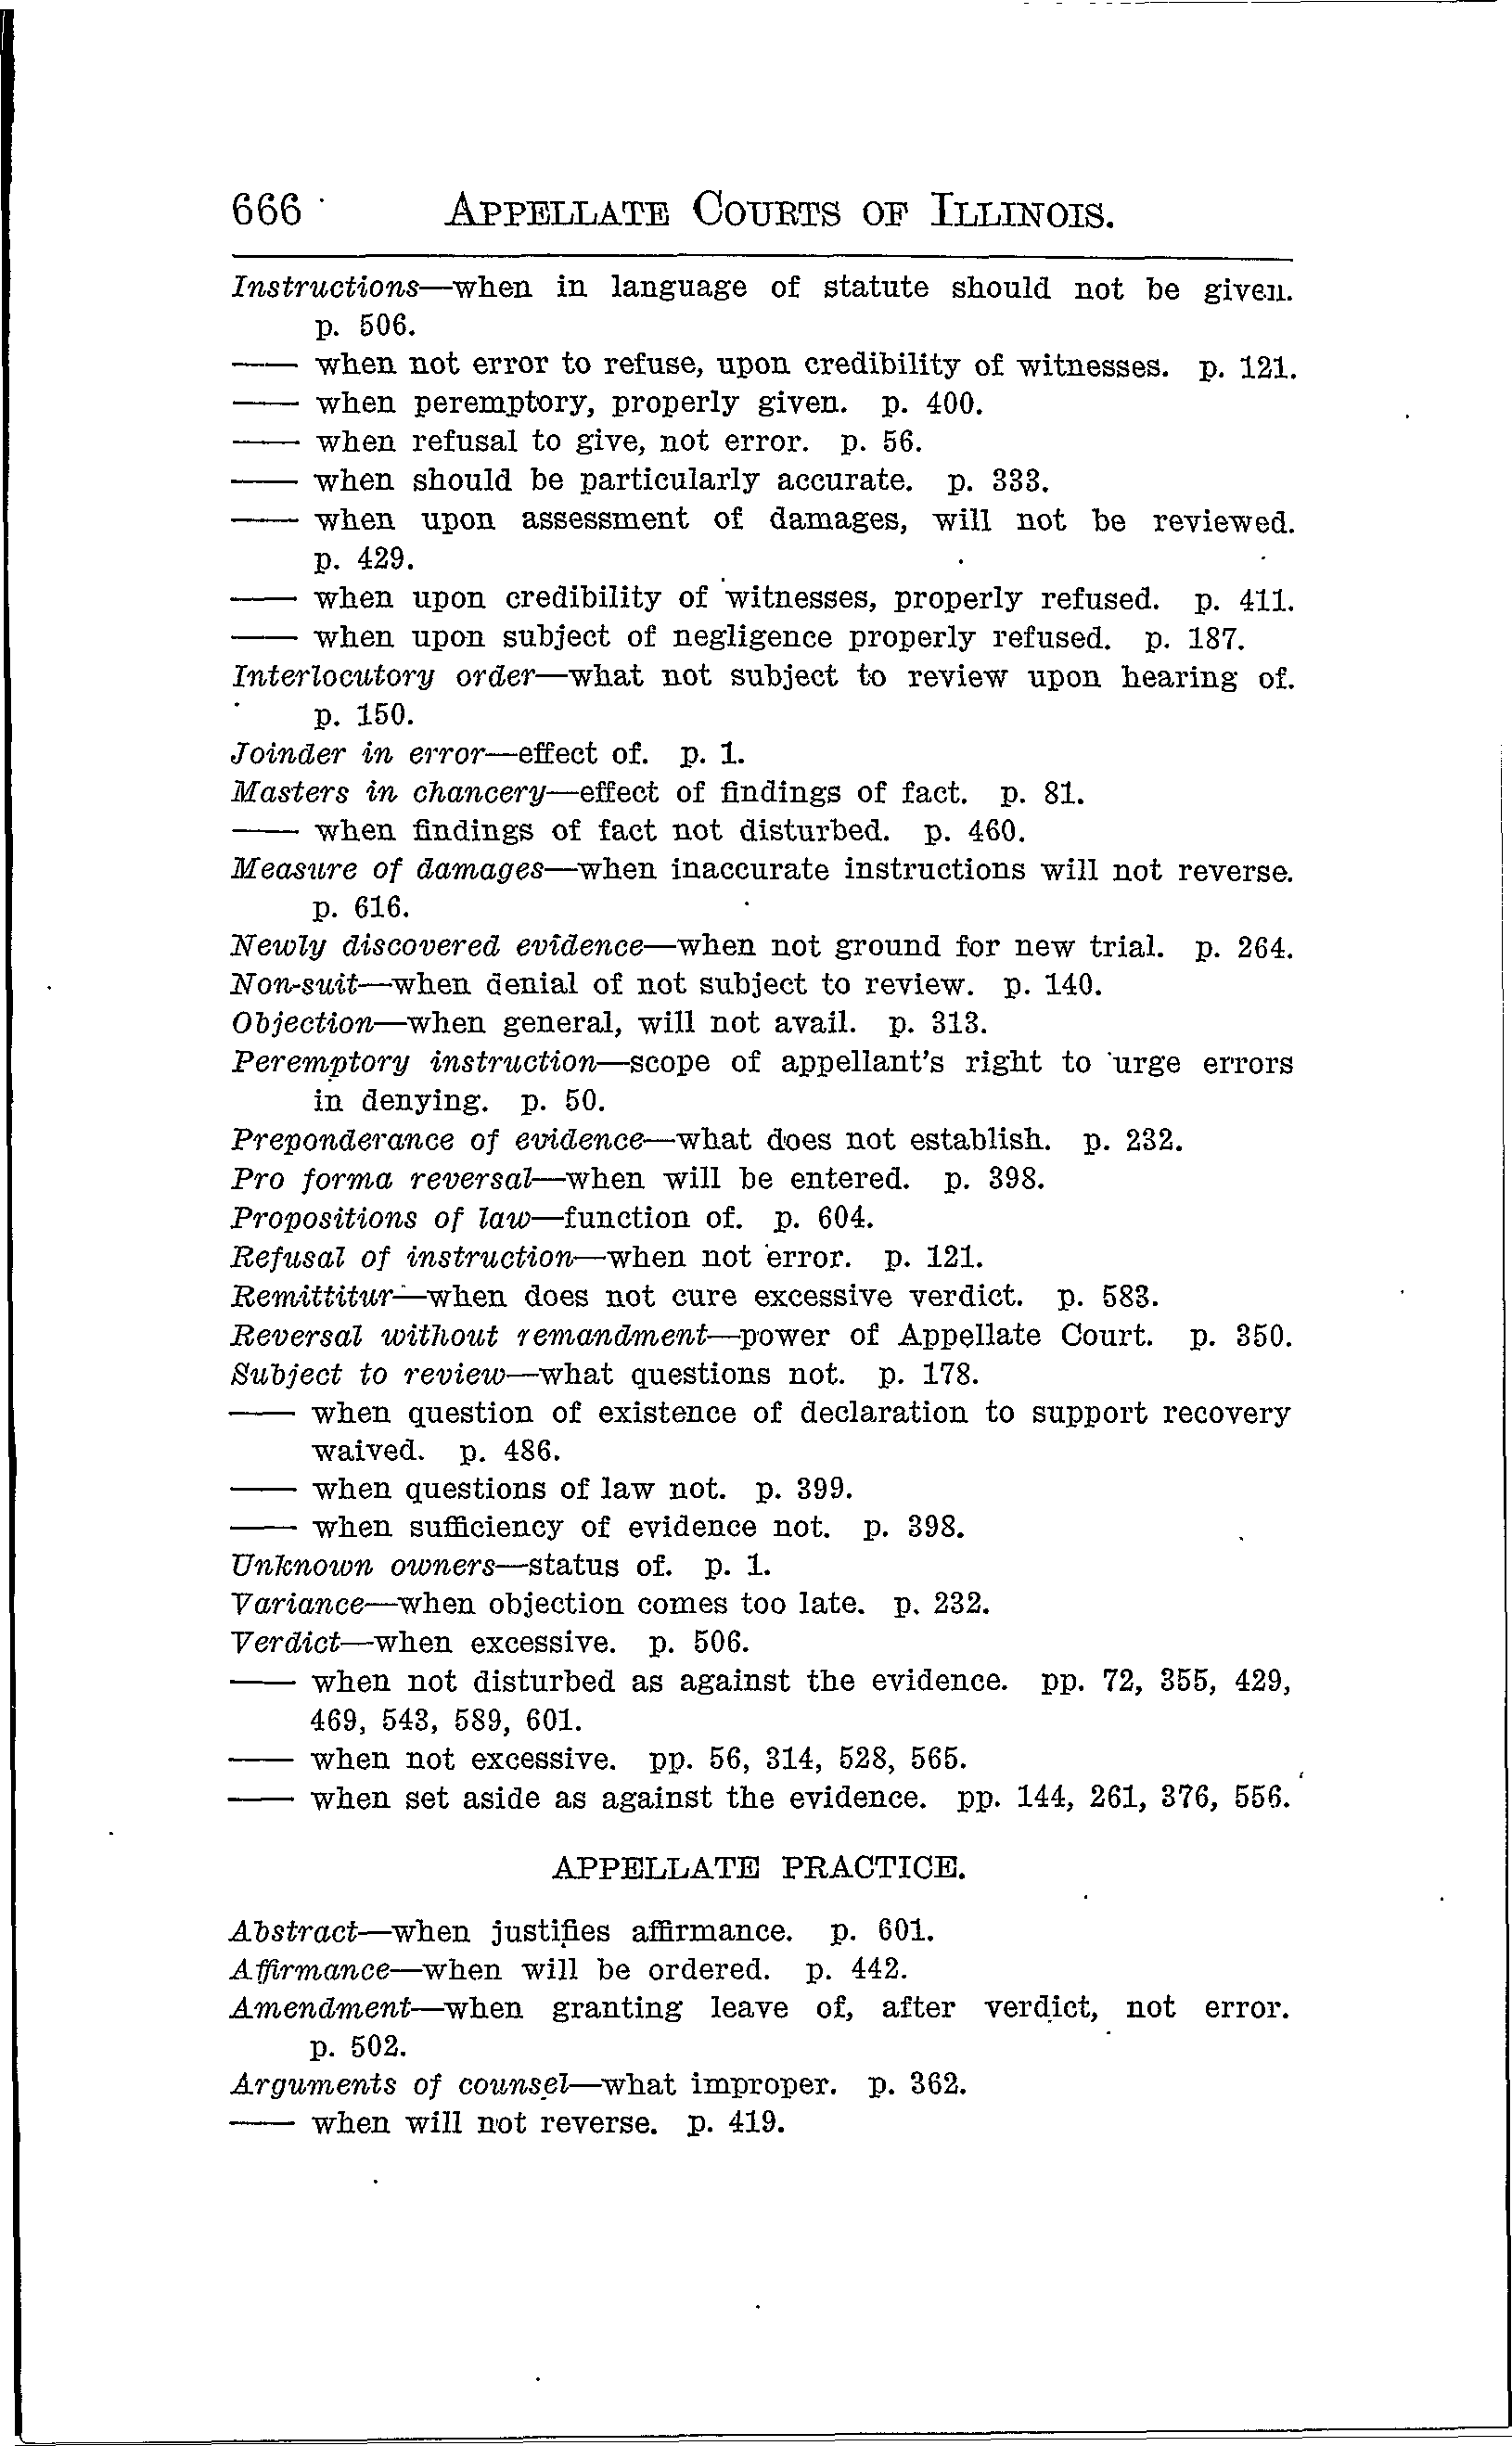 666 APPELLATE COURTS OF ILLINOIS.
Instructions—when in language of statute should not be given.
p. 506.
—— when not error to refuse, upon credibility of witnesses. p. 121.
—— when peremptory, properly given. p. 400.
—— when refusal to give, not error. p. 56.
—— when should be particularly accurate. p. 333.
—— when upon assessment of damages, will not be reviewed.
p. 429.
—— when upon credibility of witnesses, properly refused. p. 411.
—— when upon subject of negligence properly refused. p. 187.
Interlocutory order—what not subject to review upon hearing of.
p. 150.
Joinder in error—effect of. p. 1.
Masters in chancery—effect of findings of fact. p. 81.
—— when findings of fact not disturbed. p. 460.
Measure of damages—when inaccurate instructions will not reverse.
p. 616.
Newly discovered evidence—when not ground for new trial. p. 264.
Non-suit—when denial of not subject to review. p. 140.
Objection—when general, will not avail. p. 313.
Peremptory instruction—scope of appellant's right to urge errors
in denying. p. 50.
Preponderance of evidence—what does not establish. p. 232.
Pro forma reversal—when will be entered. p. 398.
Propositions of law—function of. p. 604.
Refusal of instruction—when not error. p. 121.
Remittitur—when does not cure excessive verdict. p. 583.
Reversal without remandment—power of Appellate Court. p. 350.
Subject to review—what questions not. p. 178.
—— when question of existence of declaration to support recovery
waived. p. 486.
—— when questions of law not. p. 399.
—— when sufficiency of evidence not. p. 398.
Unknown owners—status of. p. 1.
Variance—when objection comes too late. p. 232.
Verdict—when excessive. p. 506.
—— when not disturbed as against the evidence. pp. 72, 355, 429,
469, 543, 589, 601.
—— when not excessive. pp. 56, 314, 528, 565.
—— when set aside as against the evidence. pp. 144, 261, 376, 556.
APPELLATE PRACTICE.
Abstract—when justifies affirmance. p. 601.
Affirmance—when will be ordered. p. 442.
Amendment—when granting leave of, after verdict, not error.
p. 502.
Arguments of counsel—what improper. p. 362.
—— when will not reverse. p. 419.